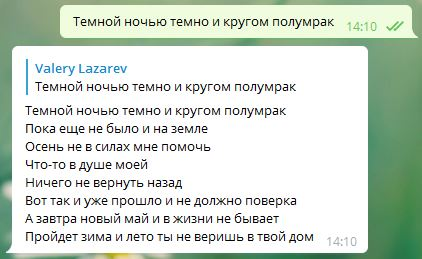 Темной ночью темно и кругом полумрак
14:10
Valery Lazarev
Темной ночью темно и кругом полумрак
Темной ночью темно и кругом полумрак
Пока еще не было и на земле
Осень не в силах мне помочь
Что-то в душе моей
Ничего не вернуть назад
Вот так и уже прошло и не должно поверка
А завтра новый май и в жизни не бывает
Пройдет зима и лето ты не веришь в твой дом
14:10